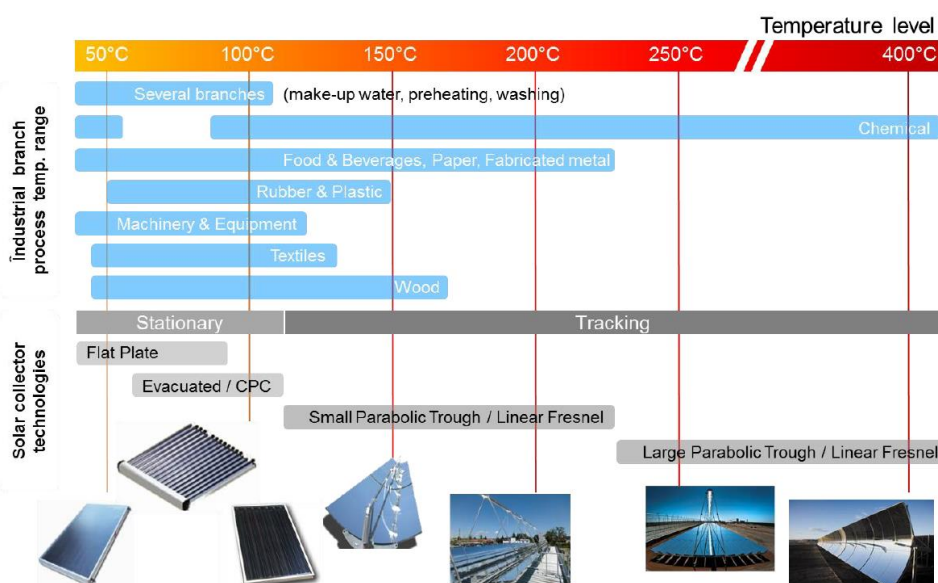 Temperature level
50°C 100°C 150°C 200°C 250°C 400°C
Industrial branch
process temp. range
Several branches (make-up water, preheating, washing)
Chemical
Food & Beverages, Paper, Fabricated metal
Rubber & Plastic
Machinery & Equipment
Textiles
Wood
Solar collector
technologies
Stationary Tracking
Flat Plate
Evacuated / CPC
Small Parabolic Trough / Linear Fresnel
Large Parabolic Trough / Linear Fresnel